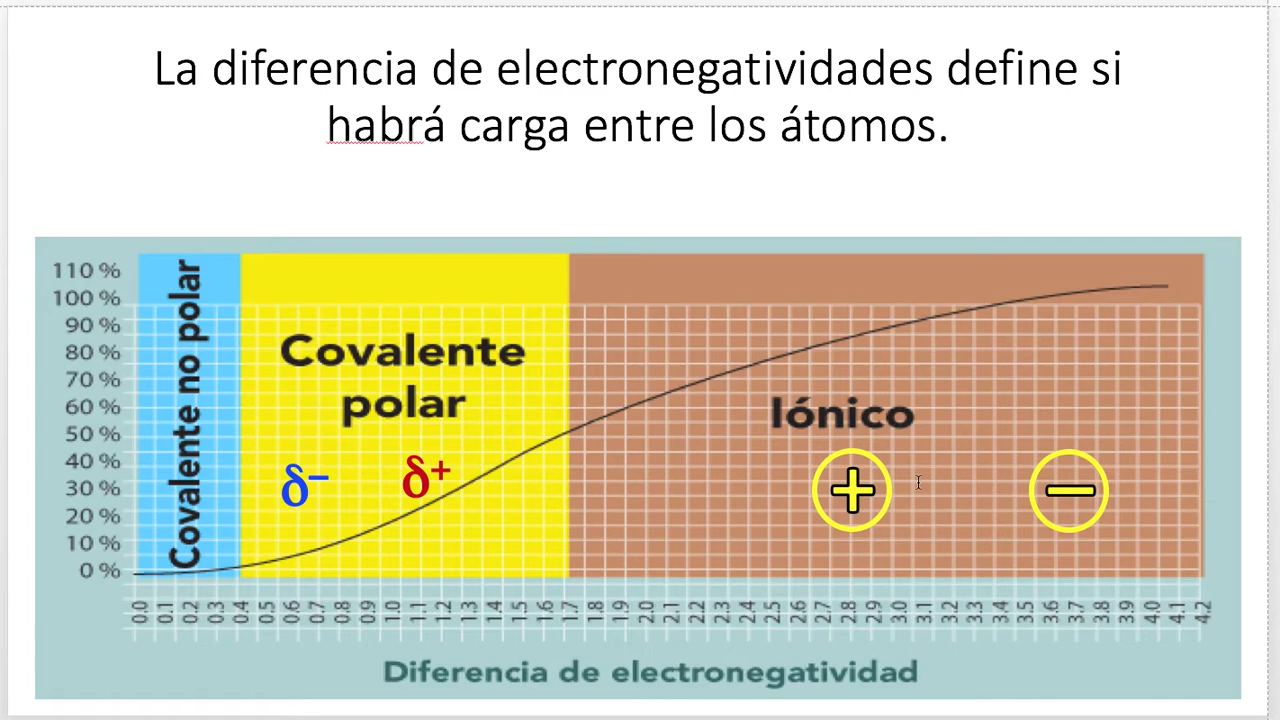 La diferencia de electronegatividades define si
habrá carga entre los átomos.
110 %
100 %
90 %
80 %
70 %
60 %
50 %
40 %
30 %
20 %
10 %
0 %
Covalente no polar
Covalente
polar
δ− δ+
Iónico
+ −
0.0 0.1 0.2 0.3 0.4 0.5 0.6 0.7 0.8 0.9 1.0 1.1 1.2 1.3 1.4 1.5 1.6 1.7 1.8 1.9 2.0 2.1 2.2 2.3 2.4 2.5 2.6 2.7 2.8 2.9 3.0 3.1 3.2 3.3 3.4 3.5 3.6 3.7 3.8 3.9 4.0 4.1 4.2
Diferencia de electronegatividad